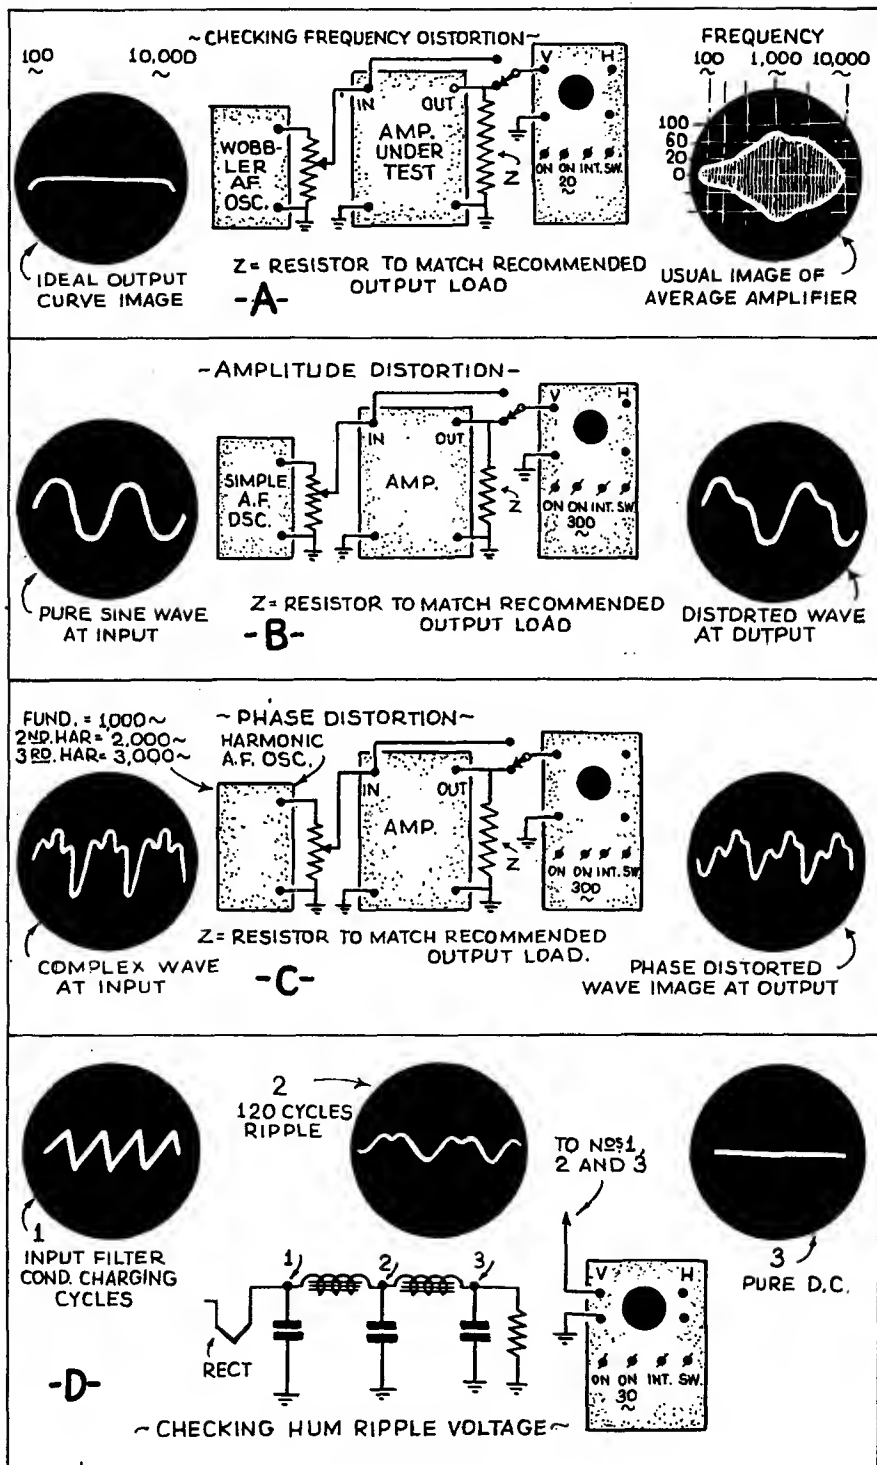 ~CHECKING FREQUENCY DISTORTION~
100 ~
10,000 ~
IN
OUT
WOBB-
LER
A.F.
OSC.
AMP.
UNDER
TEST
Z
V
H
ON ON INT. SW.
20 ~
FREQUENCY
100 ~ 1,000 ~ 10,000 ~
100
60
20
0
IDEAL OUTPUT
CURVE IMAGE
Z = RESISTOR TO MATCH RECOMMENDED
OUTPUT LOAD
-A-
USUAL IMAGE OF
AVERAGE AMPLIFIER
~AMPLITUDE DISTORTION-
IN
OUT
SIMPLE
A.F.
OSC.
AMP.
Z
V
H
ON ON INT. SW.
300 ~
PURE SINE WAVE
AT INPUT
Z = RESISTOR TO MATCH RECOMMENDED
OUTPUT LOAD
-B-
DISTORTED WAVE
AT OUTPUT
FUND. = 1,000~
2ND. HAR = 2,000~
3RD. HAR = 3,000~
~PHASE DISTORTION~
HARMONIC
A.F. OSC.
IN
OUT
AMP.
Z
ON ON INT. SW.
300 ~
COMPLEX WAVE
AT INPUT
Z = RESISTOR TO MATCH RECOMMENDED
OUTPUT LOAD.
-C-
PHASE DISTORTED
WAVE IMAGE AT OUTPUT
2
120 CYCLES
RIPPLE
TO NOS. 1,
2 AND 3
1
INPUT FILTER
COND. CHARGING
CYCLES
1
2
3
RECT
V
H
ON ON INT. SW.
30 ~
3
PURE D.C.
-D-
~CHECKING HUM RIPPLE VOLTAGE~